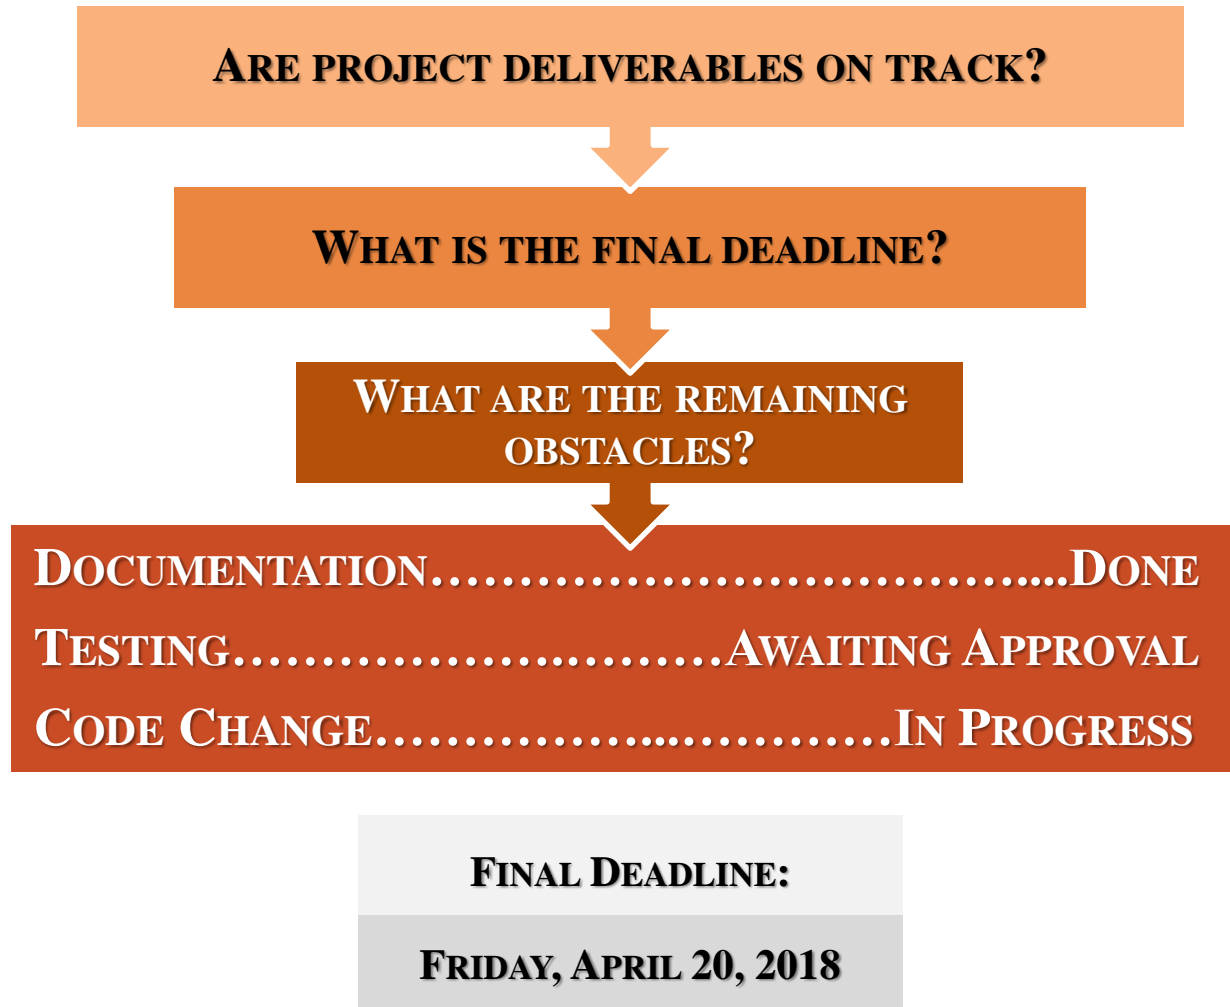 Are project deliverables on track?
What is the final deadline?
What are the remaining
obstacles?
Documentation……………………………....Done
Testing……………….………Awaiting Approval
Code Change……………...…………In Progress
Final Deadline:
Friday, April 20, 2018